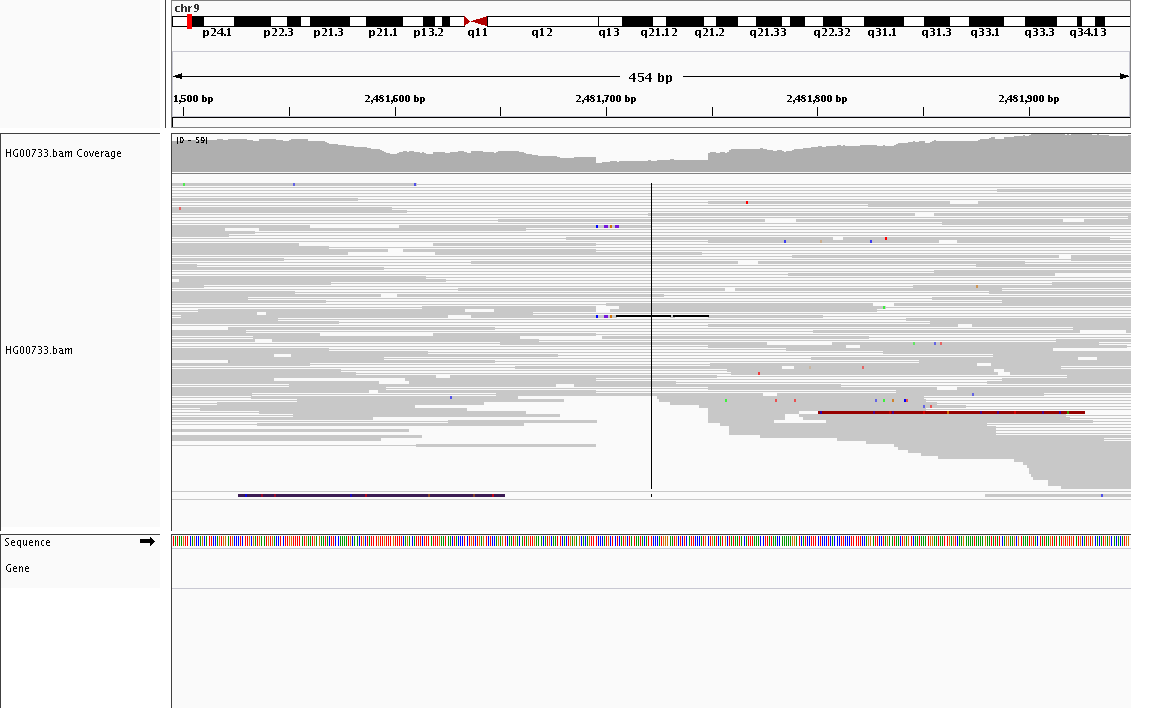 chr9
p24.1 p22.3 p21.3 p21.1 p13.2 q11 q12 q13 q21.12 q21.2 q21.33 q22.32 q31.1 q31.3 q33.1 q33.3 q34.13
454 bp
1,500 bp 2,481,600 bp 2,481,700 bp 2,481,800 bp 2,481,900 bp
[0 - 59]
HG00733.bam Coverage
HG00733.bam
Sequence
Gene